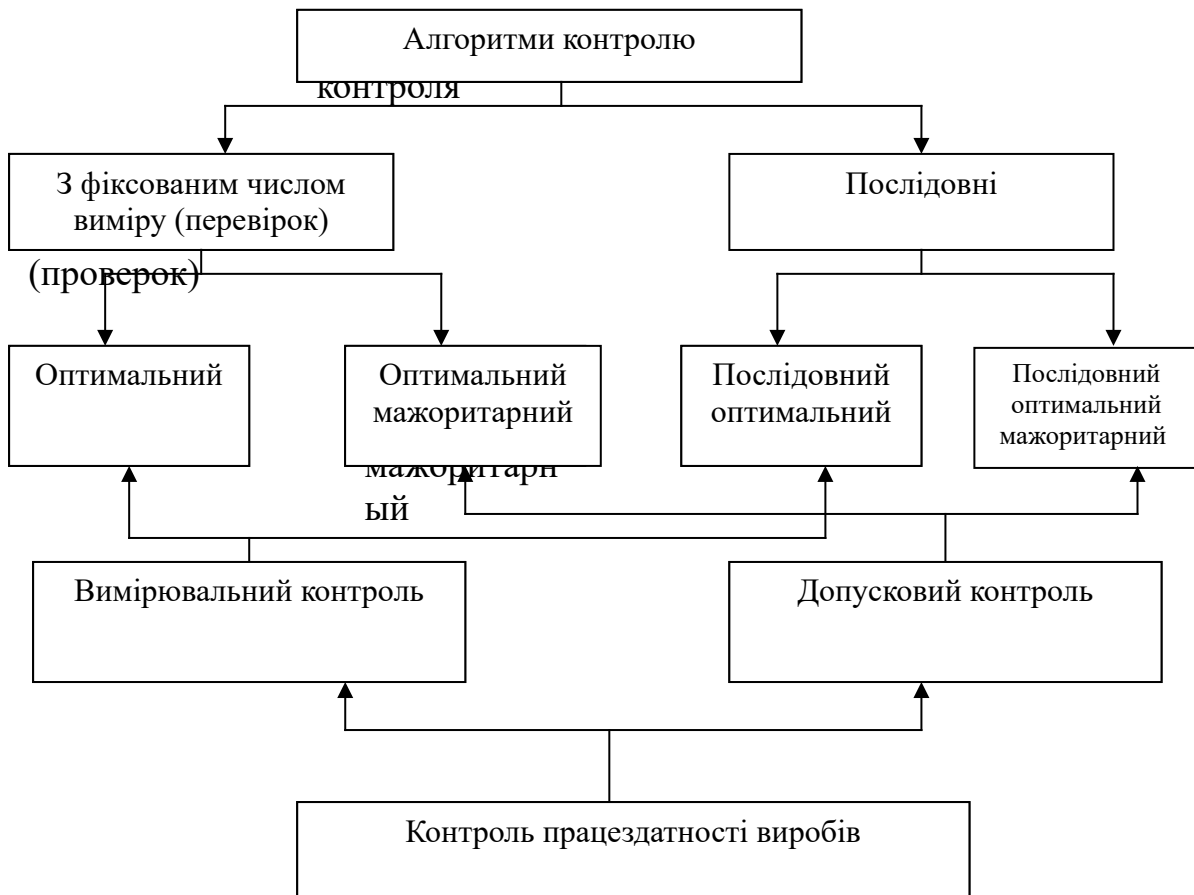 Алгоритми контролю
контроля
З фіксованим числом
виміру (перевірок)
Послідовні
(проверок)
Оптимальний
Оптимальний
мажоритарний
Послідовний
оптимальний
Послідовний
оптимальний
мажоритарний
мажоритарн
ый
Вимірювальний контроль
Допусковий контроль
Контроль працездатності виробів